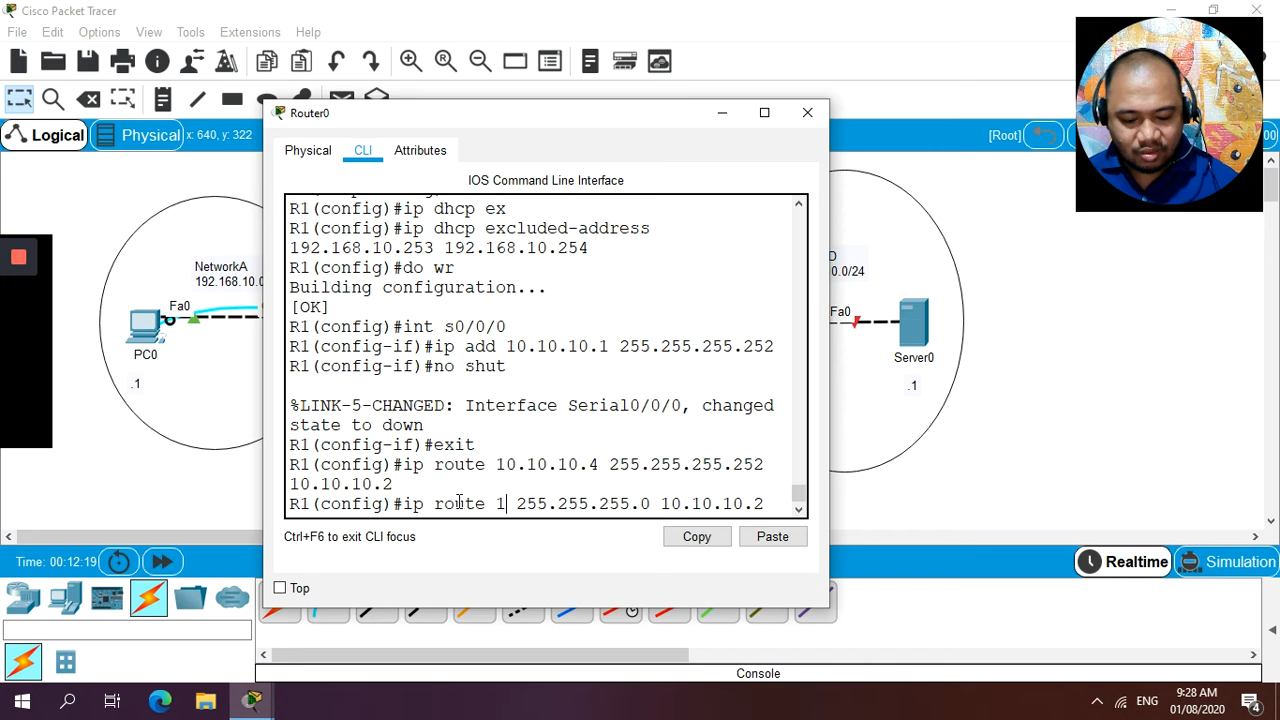 Cisco Packet Tracer
File Edit Options View Tools Extensions Help
Logical Physical x: 640, y: 322 [Root]
Router0
Physical CLI Attributes
IOS Command Line Interface
R1(config)#ip dhcp ex
R1(config)#ip dhcp excluded-address
192.168.10.253 192.168.10.254
R1(config)#do wr
Building configuration...
[OK]
R1(config)#int s0/0/0
R1(config-if)#ip add 10.10.10.1 255.255.255.252
R1(config-if)#no shut
%LINK-5-CHANGED: Interface Serial0/0/0, changed
state to down
R1(config-if)#exit
R1(config)#ip route 10.10.10.4 255.255.255.252
10.10.10.2
R1(config)#ip route 1 255.255.255.0 10.10.10.2
Ctrl+F6 to exit CLI focus
Copy
Paste
Top
NetworkA
192.168.10.0
Fa0
PC0
.1
D
0.0/24
Fa0
Server0
.1
Time: 00:12:19
Realtime
Simulation
Console
ENG
9:28 AM
01/08/2020
4